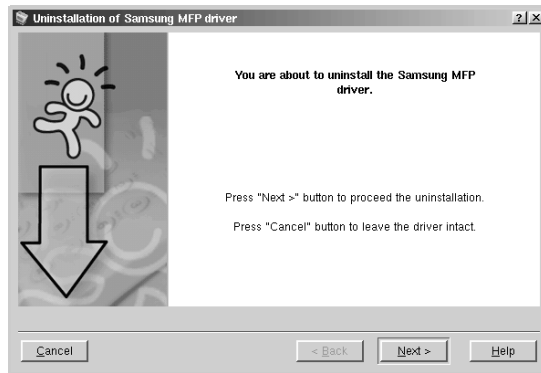 Uninstallation of Samsung MFP driver
You are about to uninstall the Samsung MFP
driver.
Press "Next >" button to proceed the uninstallation.
Press "Cancel" button to leave the driver intact.
Cancel
< Back
Next >
Help